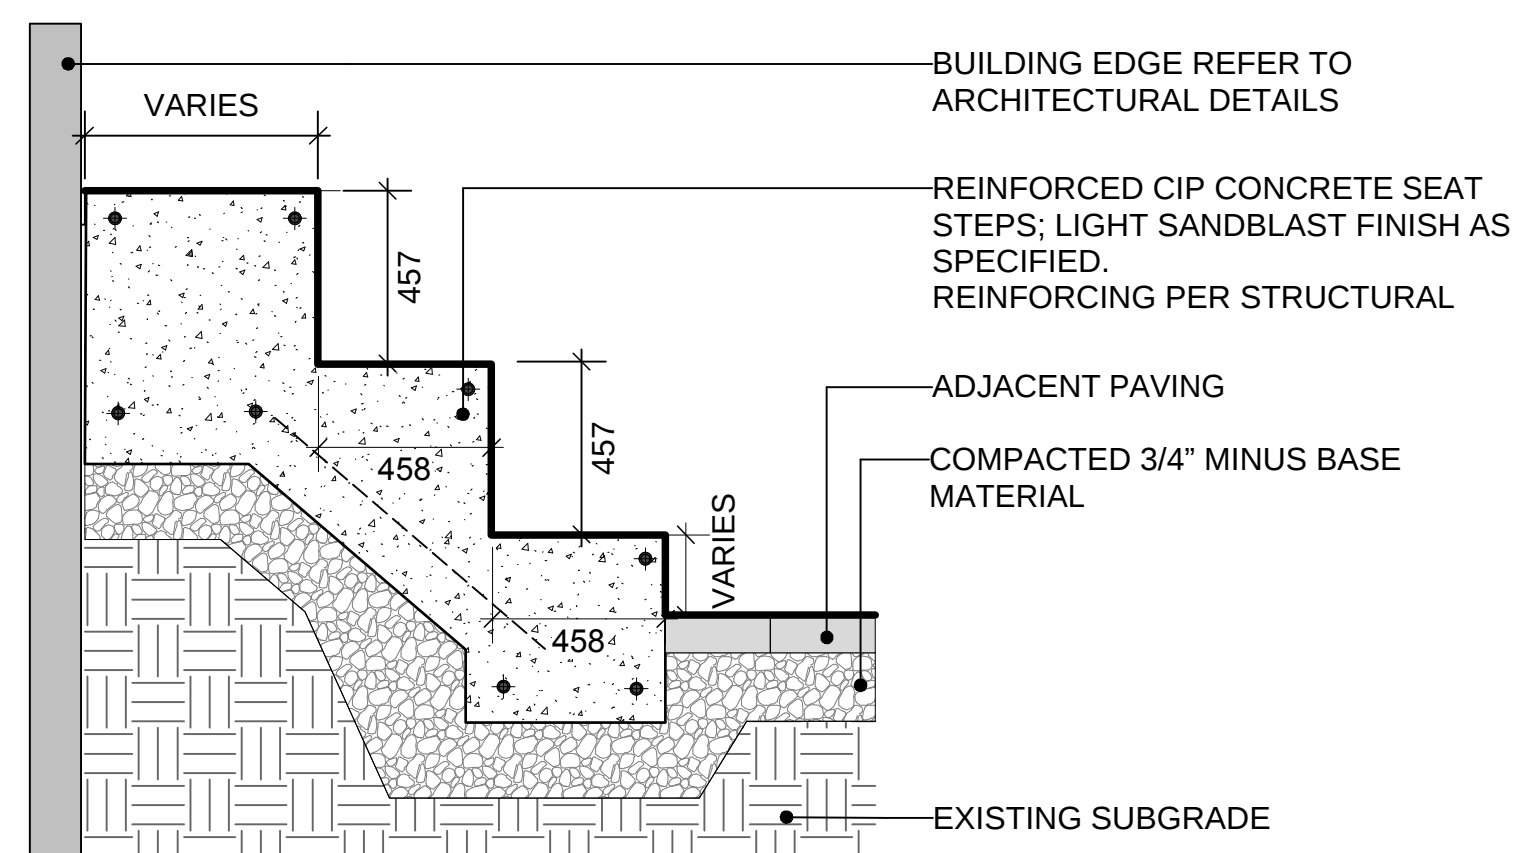 BUILDING EDGE REFER TO
ARCHITECTURAL DETAILS
VARIES
REINFORCED CIP CONCRETE SEAT
STEPS; LIGHT SANDBLAST FINISH AS
SPECIFIED.
REINFORCING PER STRUCTURAL
457
ADJACENT PAVING
457
458
COMPACTED 3/4” MINUS BASE
MATERIAL
VARIES
458
EXISTING SUBGRADE